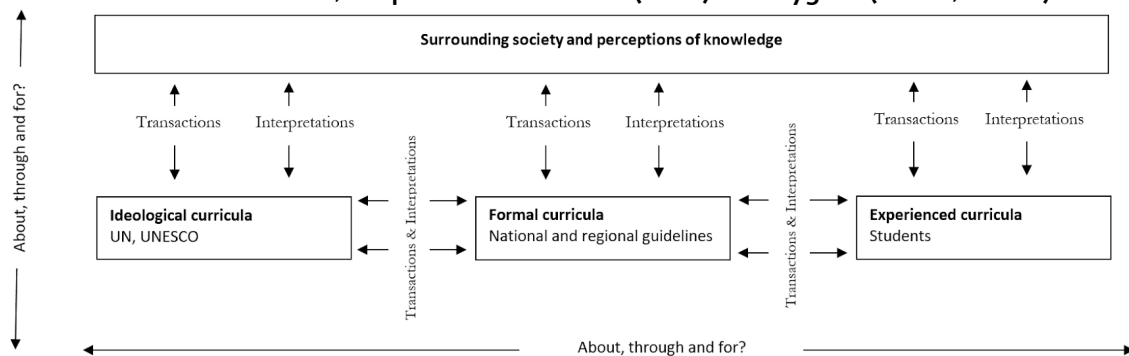 Surrounding society and perceptions of knowledge
Transactions
Interpretations
Transactions
Interpretations
Transactions
Interpretations
Ideological curricula
UN, UNESCO
Transactions & Interpretations
Formal curricula
National and regional guidelines
Transactions & Interpretations
Experienced curricula
Students
About, through and for?
About, through and for?